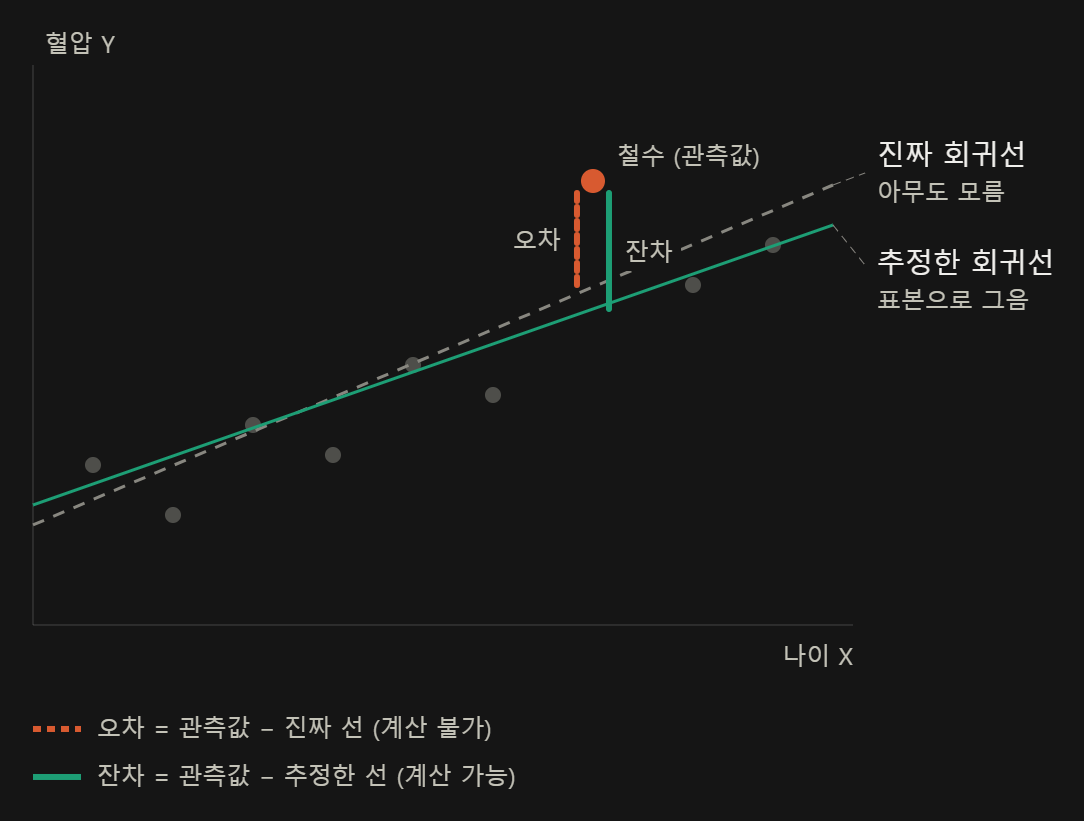 혈압 Y
철수 (관측값)
진짜 회귀선
아무도 모름
오차
잔차
추정한 회귀선
표본으로 그음
나이 X
오차 = 관측값 − 진짜 선 (계산 불가)
잔차 = 관측값 − 추정한 선 (계산 가능)